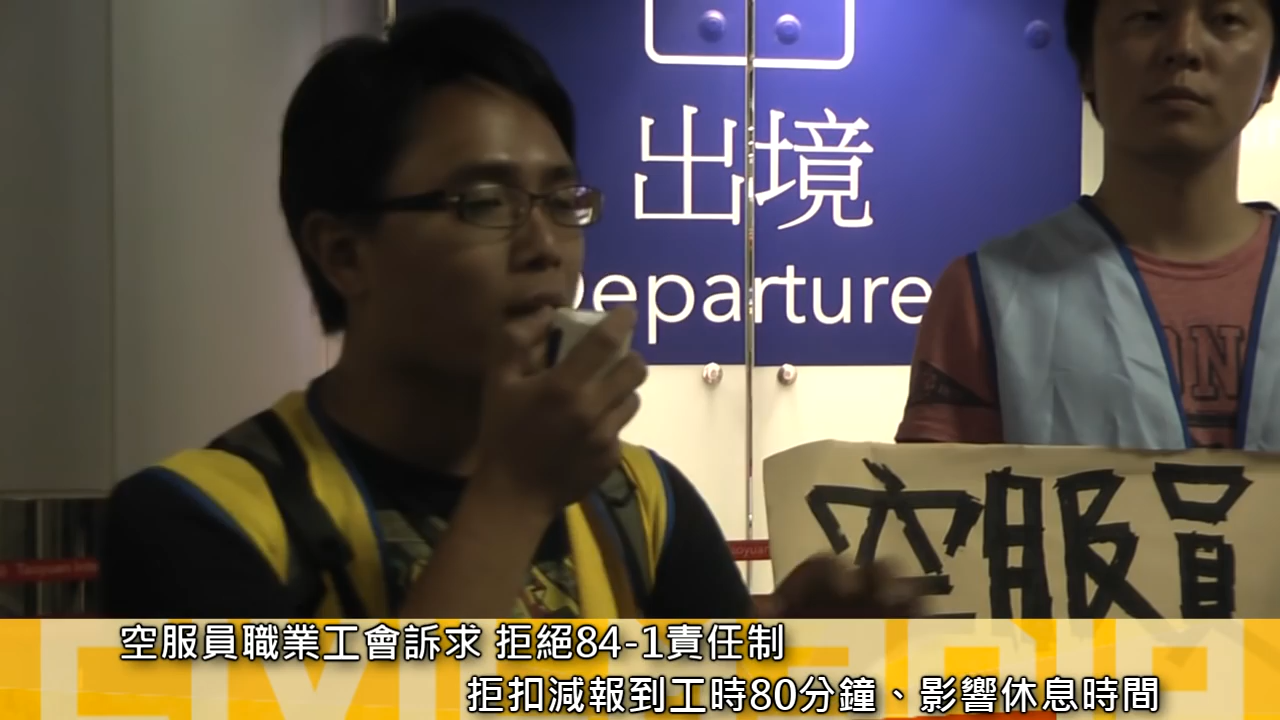 出境
Departure
ON
空服員
空服員職業工會訴求 拒絕84-1責任制
拒扣減報到工時80分鐘、影響休息時間